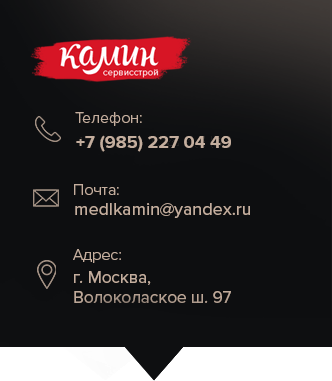 камин
сервисстрой
Телефон:
+7 (985) 227 04 49
Почта:
medlkamin@yandex.ru
Адрес:
г. Москва,
Волоколаское ш. 97